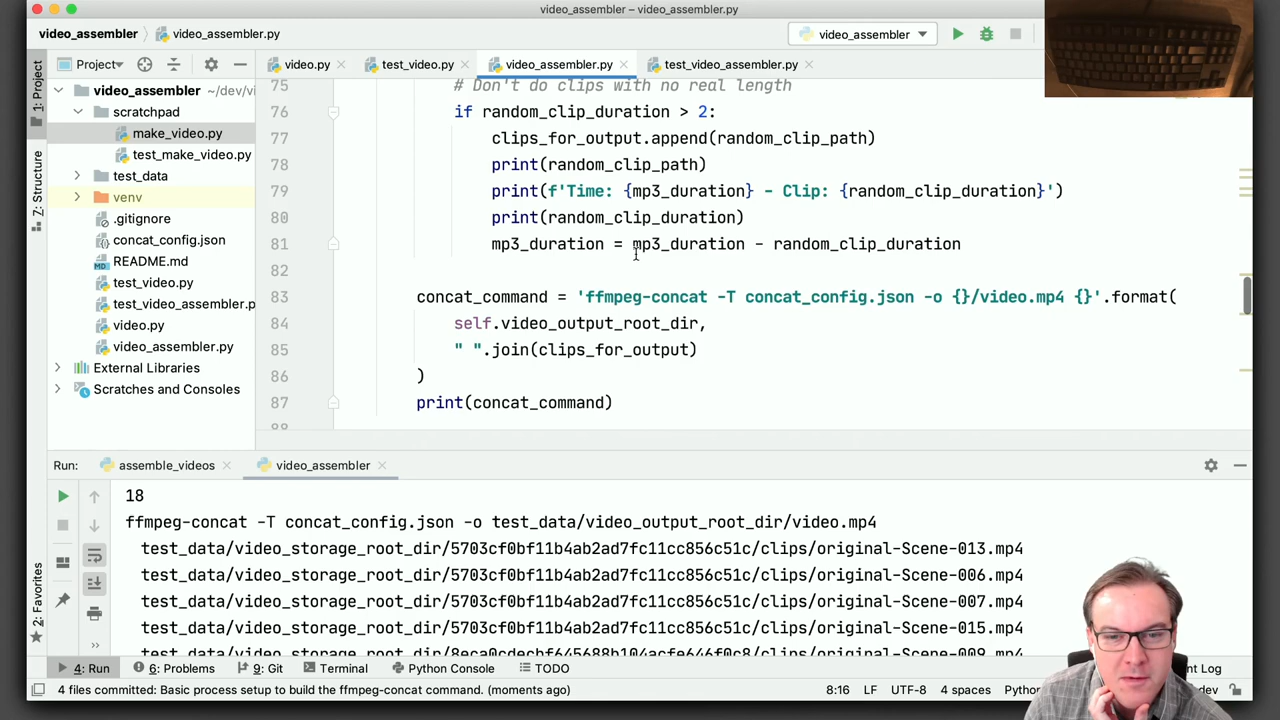 video_assembler – video_assembler.py
video_assembler
video_assembler.py
video_assembler
1: Project
Project
video.py
test_video.py
video_assembler.py
test_video_assembler.py
video_assembler ~/dev/vi
scratchpad
make_video.py
test_make_video.py
test_data
venv
.gitignore
concat_config.json
README.md
test_video.py
test_video_assembler.p
video.py
video_assembler.py
External Libraries
Scratches and Consoles
Z: Structure
75 # Don't do clips with no real length
76 if random_clip_duration > 2:
77 clips_for_output.append(random_clip_path)
78 print(random_clip_path)
79 print(f'Time: {mp3_duration} - Clip: {random_clip_duration}')
80 print(random_clip_duration)
81 mp3_duration = mp3_duration - random_clip_duration
82
83 concat_command = 'ffmpeg-concat -T concat_config.json -o {}/video.mp4 {}'.format(
84 self.video_output_root_dir,
85 " ".join(clips_for_output)
86 )
87 print(concat_command)
88
Run:
assemble_videos
video_assembler
18
ffmpeg-concat -T concat_config.json -o test_data/video_output_root_dir/video.mp4
test_data/video_storage_root_dir/5703cf0bf11b4ab2ad7fc11cc856c51c/clips/original-Scene-013.mp4
test_data/video_storage_root_dir/5703cf0bf11b4ab2ad7fc11cc856c51c/clips/original-Scene-006.mp4
test_data/video_storage_root_dir/5703cf0bf11b4ab2ad7fc11cc856c51c/clips/original-Scene-007.mp4
test_data/video_storage_root_dir/5703cf0bf11b4ab2ad7fc11cc856c51c/clips/original-Scene-015.mp4
2: Favorites
4: Run
6: Problems
9: Git
Terminal
Python Console
TODO
nt Log
4 files committed: Basic process setup to build the ffmpeg-concat command. (moments ago)
8:16
LF
UTF-8
4 spaces
Pytho
dev